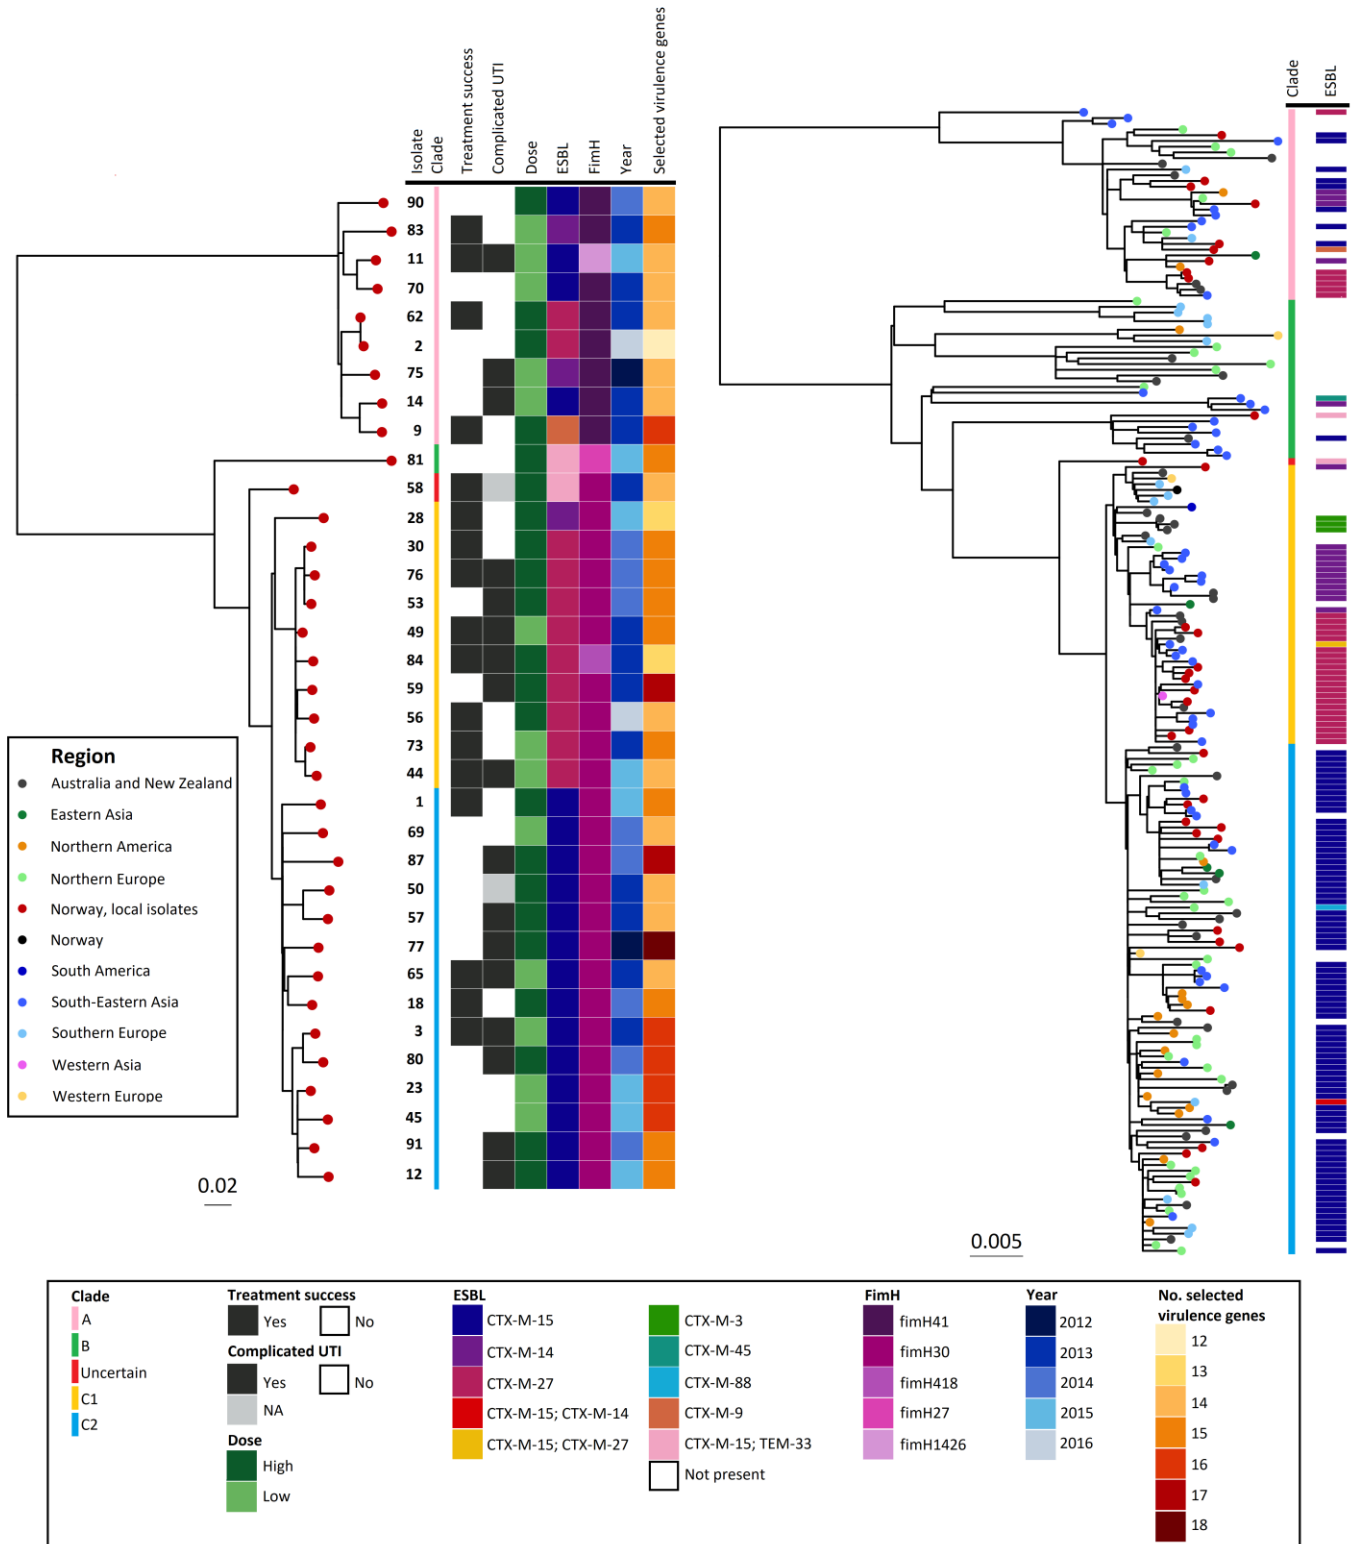 Isolate
Clade
Treatment success
Complicated UTI
Dose
ESBL
FimH
Year
Selected virulence genes
90
83
11
70
62
2
75
14
9
81
58
28
30
76
53
49
84
59
56
73
44
1
69
87
50
57
77
65
18
3
80
23
45
91
12
Region
Australia and New Zealand
Eastern Asia
Northern America
Northern Europe
Norway, local isolates
Norway
South America
South-Eastern Asia
Southern Europe
Western Asia
Western Europe
0.02
Clade
ESBL
0.005
Clade
A
B
Uncertain
C1
C2
Treatment success
Yes
No
Complicated UTI
Yes
No
NA
Dose
High
Low
ESBL
CTX-M-15
CTX-M-14
CTX-M-27
CTX-M-15; CTX-M-14
CTX-M-15; CTX-M-27
CTX-M-3
CTX-M-45
CTX-M-88
CTX-M-9
CTX-M-15; TEM-33
Not present
FimH
fimH41
fimH30
fimH418
fimH27
fimH1426
Year
2012
2013
2014
2015
2016
No. selected
virulence genes
12
13
14
15
16
17
18